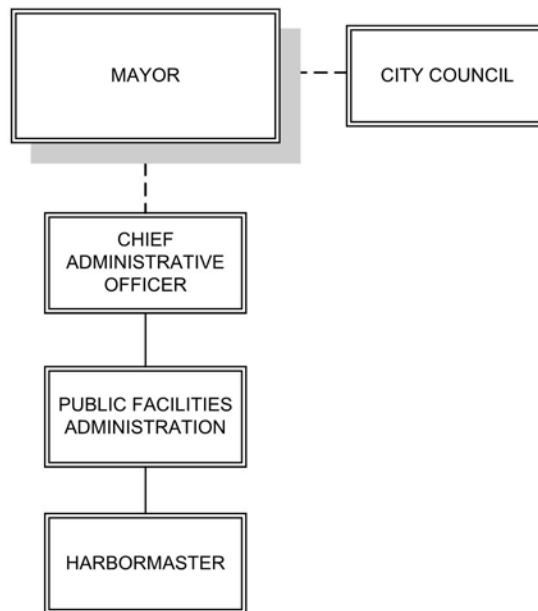 MAYOR
CITY COUNCIL
CHIEF
ADMINISTRATIVE
OFFICER
PUBLIC FACILITIES
ADMINISTRATION
HARBORMASTER